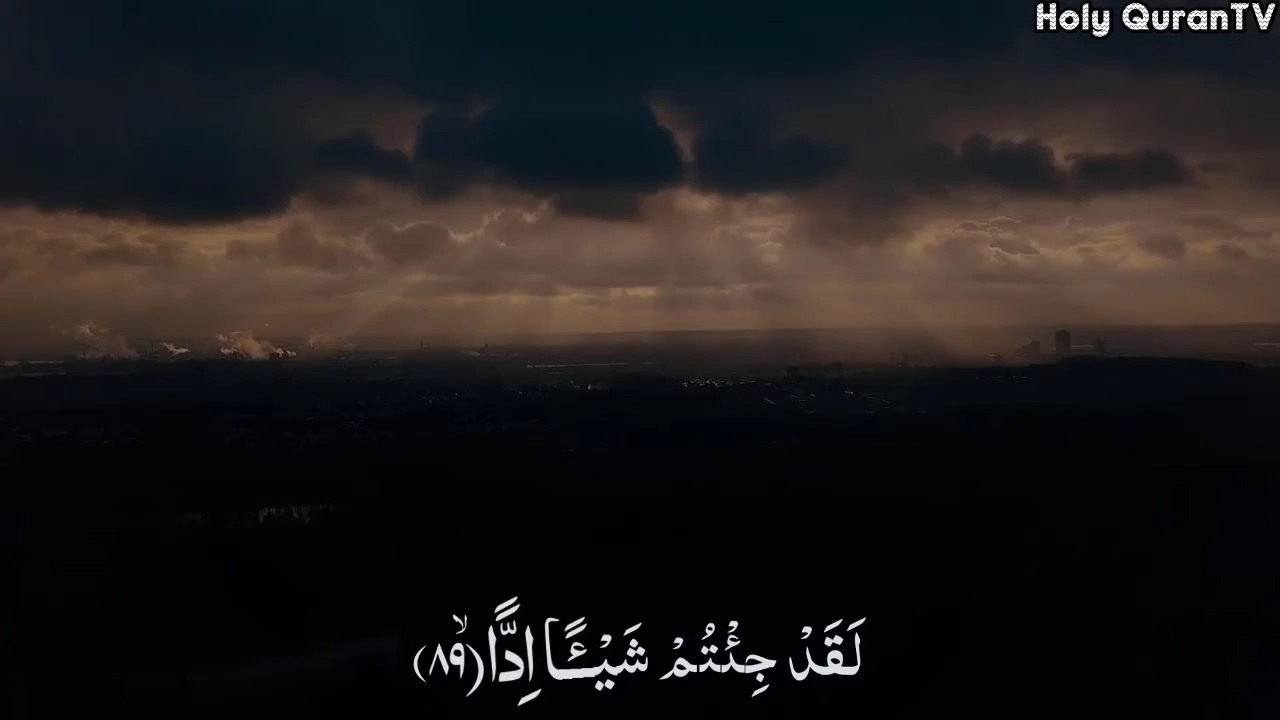 Holy QuranTV
لَقَدْ جِئْتُمْ شَيْـًٔا اِدًّا ۙ(٨٩)